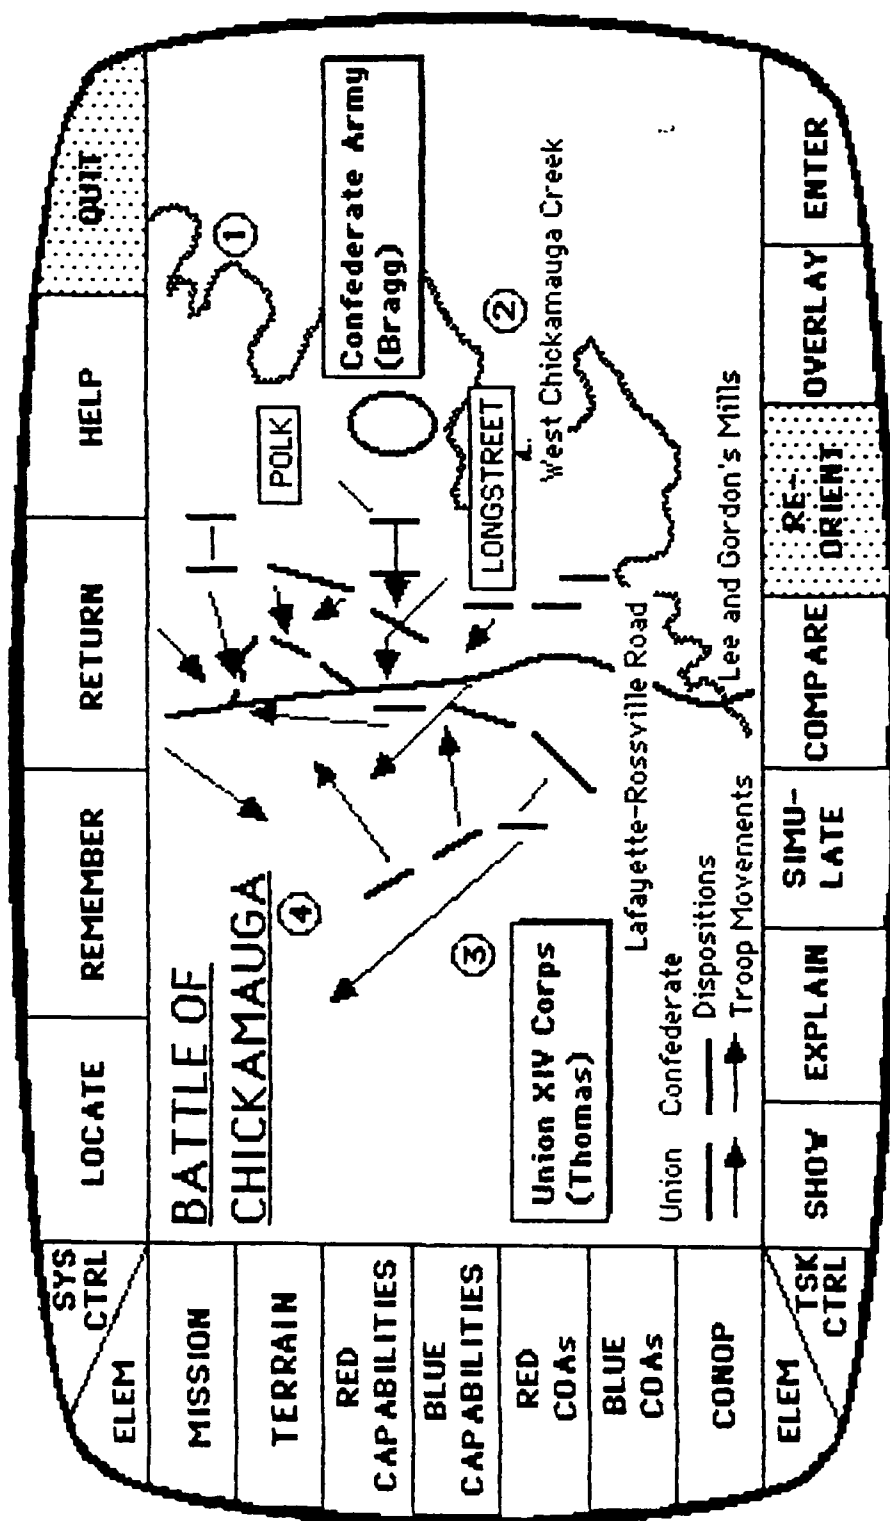 SYS
CTRL
ELEM
LOCATE
REMEMBER
RETURN
HELP
QUIT
MISSION
TERRAIN
RED
CAPABILITIES
BLUE
CAPABILITIES
RED
COAs
BLUE
COAs
CONOP
BATTLE OF
CHICKAMAUGA
4
3
1
2
POLK
Confederate Army
(Bragg)
LONGSTREET
West Chickamauga Creek
Union XIV Corps
(Thomas)
Lafayette-Rossville Road
Lee and Gordon's Mills
Union Confederate
Dispositions
Troop Movements
ELEM
TSK
CTRL
SHOW
EXPLAIN
SIMU-
LATE
COMPARE
RE-
ORIENT
OVERLAY
ENTER